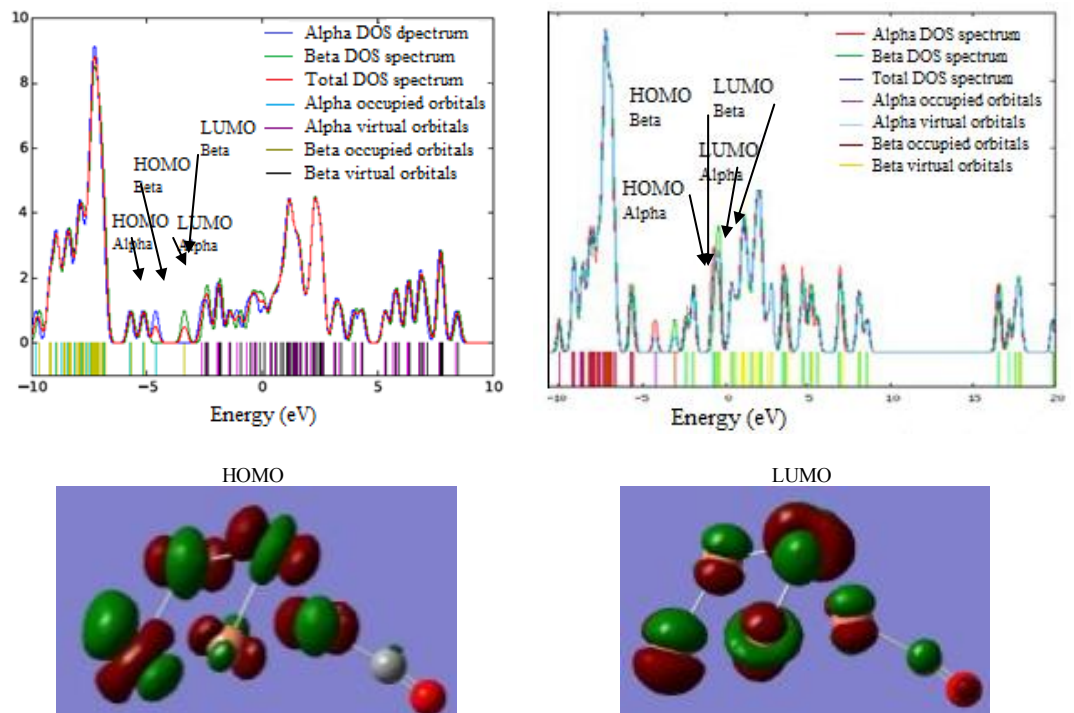 10
8
6
4
2
0
Alpha DOS dpectrum
Beta DOS spectrum
Total DOS spectrum
Alpha occupied orbitals
Alpha virtual orbitals
Beta occupied orbitals
Beta virtual orbitals
LUMO
Beta
HOMO
Beta
HOMO
Alpha
LUMO
Alpha
−10
−5
0
5
10
Energy (eV)
Alpha DOS spectrum
Beta DOS spectrum
Total DOS spectrum
Alpha occupied orbitals
Alpha virtual orbitals
Beta occupied orbitals
Beta virtual orbitals
HOMO
Beta
LUMO
Beta
LUMO
Alpha
HOMO
Alpha
-10
-5
0
5
10
15
20
Energy (eV)
HOMO
LUMO